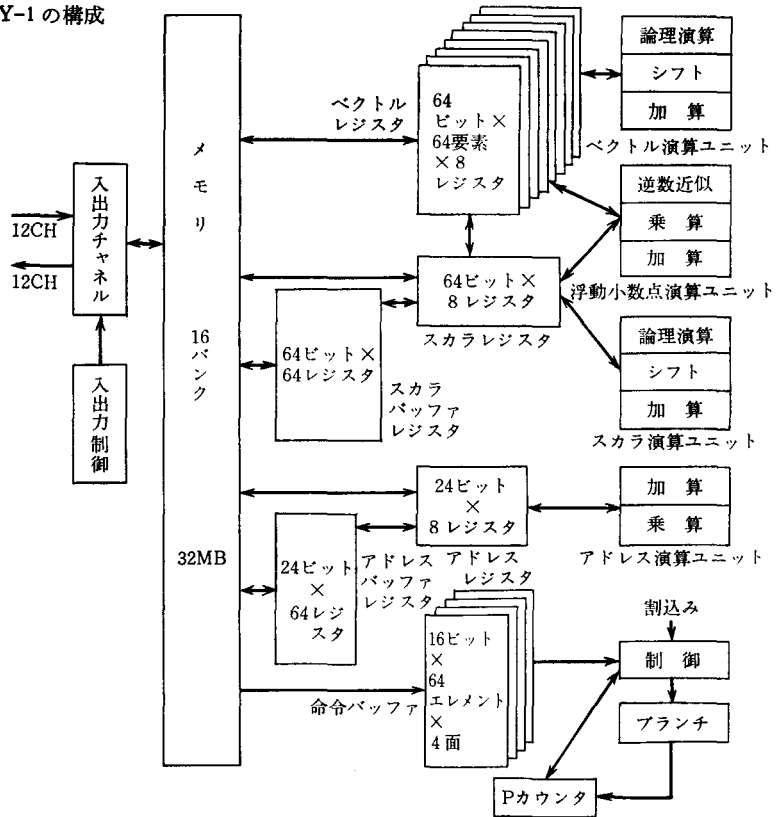 Y-1 の構成
12CH
12CH
入出力チャネル
入出力制御
メモリ
16バンク
32MB
ベクトル
レジスタ
64
ビット×
64要素
×8
レジスタ
論理演算
シフト
加 算
ベクトル演算ユニット
逆数近似
乗 算
加 算
浮動小数点演算ユニット
64ビット×
8レジスタ
スカラレジスタ
64ビット×
64レジスタ
スカラ
バッファ
レジスタ
論理演算
シフト
加 算
スカラ演算ユニット
24ビット
×
8レジスタ
アドレス
レジスタ
加 算
乗 算
アドレス演算ユニット
24ビット
×
64レジ
スタ
アドレス
バッファ
レジスタ
命令バッファ
16ビット
×
64
エレメント
×
4面
割込み
制 御
ブランチ
Pカウンタ